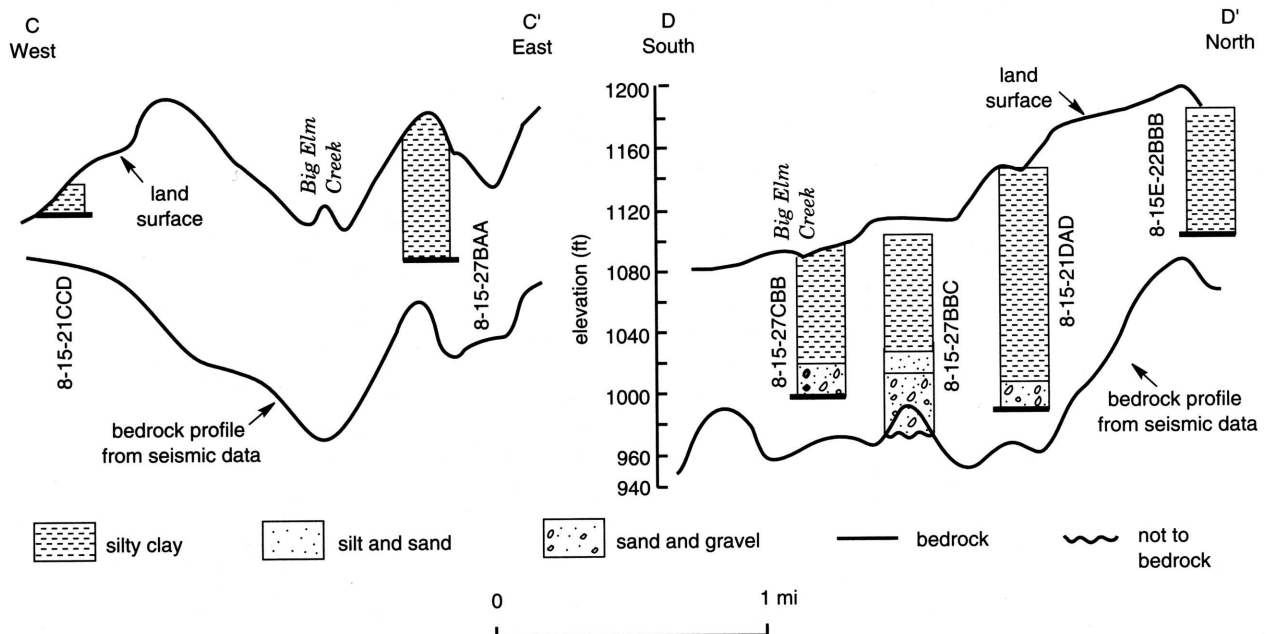 C
West
C'
East
D
South
D'
North
land
surface
Big Elm
Creek
8-15-21CCD
8-15-27BAA
bedrock profile
from seismic data
elevation (ft)
1200
1160
1120
1080
1040
1000
960
940
land
surface
Big Elm
Creek
8-15-27CBB
8-15-27BBC
8-15-21DAD
8-15E-22BBB
bedrock profile
from seismic data
silty clay
silt and sand
sand and gravel
bedrock
not to
bedrock
0
1 mi